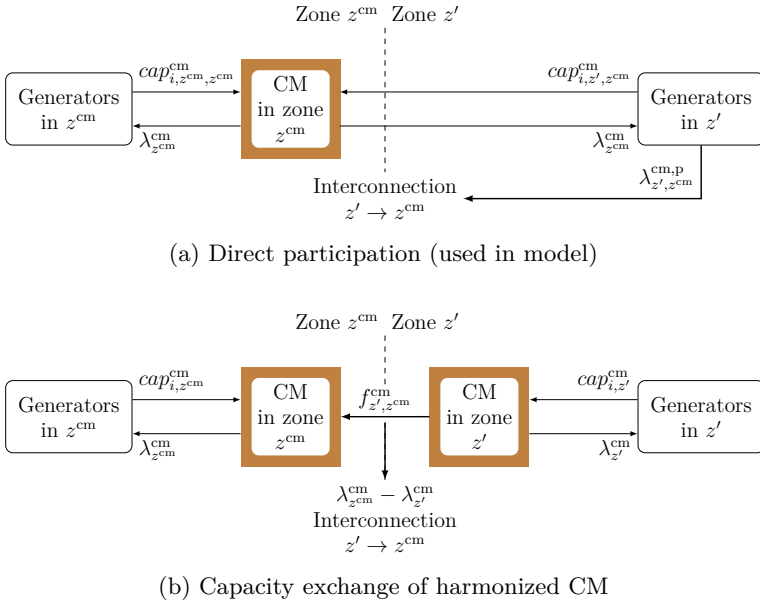 Zone z^cm Zone z′
Generators in z^cm
cap^cm_{i,z^cm,z^cm}
λ^cm_{z^cm}
CM in zone z^cm
cap^cm_{i,z′,z^cm}
λ^cm_{z^cm}
Generators in z′
λ^{cm,p}_{z′,z^cm}
Interconnection
z′ → z^cm
(a) Direct participation (used in model)
Zone z^cm Zone z′
Generators in z^cm
cap^cm_{i,z^cm}
λ^cm_{z^cm}
CM in zone z^cm
f^cm_{z′,z^cm}
CM in zone z′
cap^cm_{i,z′}
λ^cm_{z′}
Generators in z′
λ^cm_{z^cm} − λ^cm_{z′}
Interconnection
z′ → z^cm
(b) Capacity exchange of harmonized CM